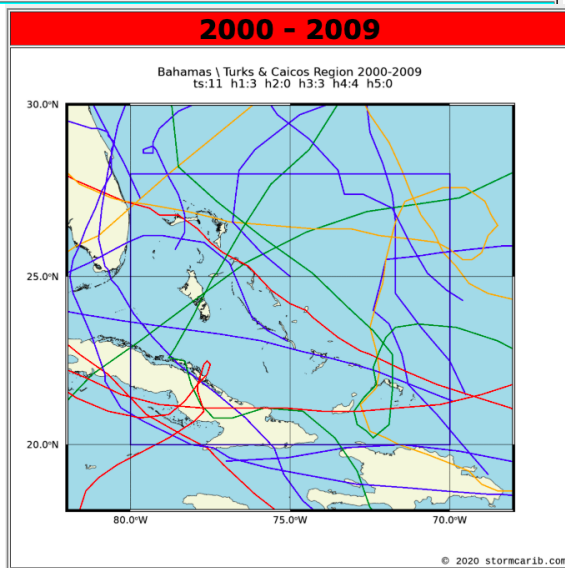 2000 - 2009
Bahamas \ Turks & Caicos Region 2000-2009
ts:11 h1:3 h2:0 h3:3 h4:4 h5:0
30.0°N
25.0°N
20.0°N
80.0°W 75.0°W 70.0°W
© 2020 stormcarib.com